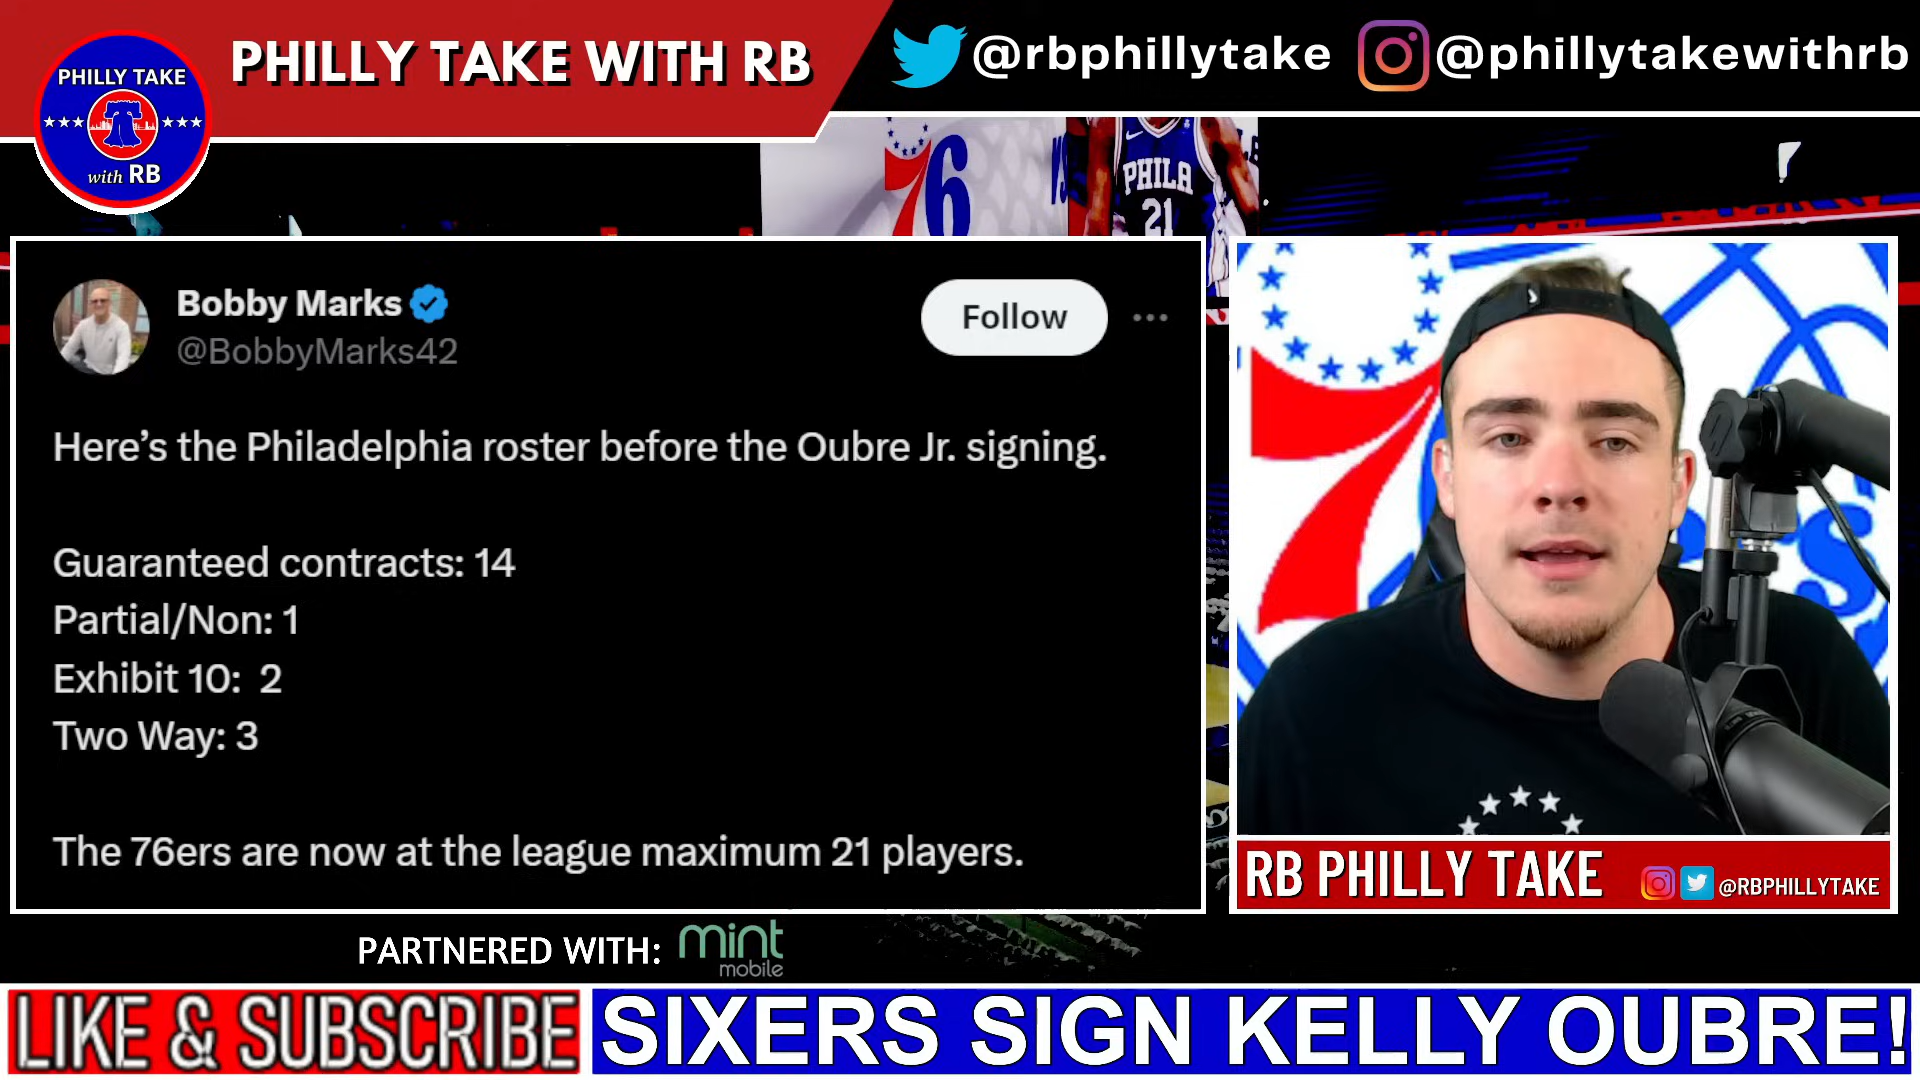 PHILLY TAKE
with RB
PHILLY TAKE WITH RB
@rbphillytake
@phillytakewithrb
76
PHILA
21
Bobby Marks
@BobbyMarks42
Follow
Here’s the Philadelphia roster before the Oubre Jr. signing.
Guaranteed contracts: 14
Partial/Non: 1
Exhibit 10: 2
Two Way: 3
The 76ers are now at the league maximum 21 players.
RB PHILLY TAKE
@RBPHILLYTAKE
PARTNERED WITH:
mint
mobile
LIKE & SUBSCRIBE
SIXERS SIGN KELLY OUBRE!